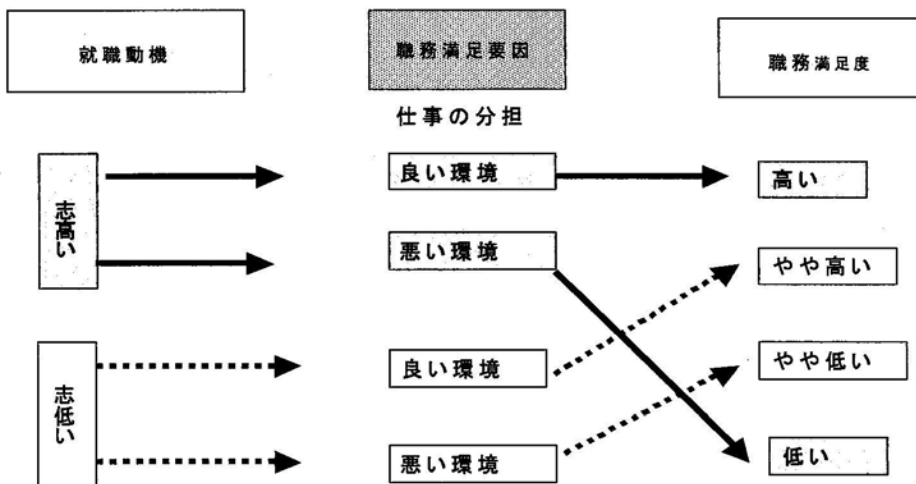 就職動機
職務満足要因
職務満足度
仕事の分担
志高い
良い環境
高い
悪い環境
やや高い
志低い
良い環境
やや低い
悪い環境
低い